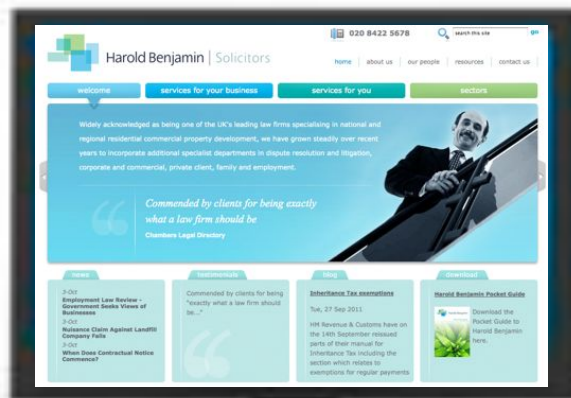 020 8422 5678
search this site
go
Harold Benjamin | Solicitors
home | about us | our people | resources | contact us
welcome
services for your business
services for you
sectors
Widely acknowledged as being one of the UK's leading law firms specialising in national and
regional residential commercial property development, we have grown steadily over recent
years to incorporate additional specialist departments in dispute resolution and litigation,
corporate and commercial, private client, family and employment.
Commended by clients for being exactly
what a law firm should be
Chambers Legal Directory
news
3-Oct
Employment Law Review -
Government Seeks Views of
Businesses
3-Oct
Nuisance Claim Against Landfill
Company Fails
3-Oct
When Does Contractual Notice
Commence?
testimonials
Commended by clients for being
"exactly what a law firm should
be..."
blog
Inheritance Tax exemptions
Tue, 27 Sep 2011
HM Revenue & Customs have on
the 14th September reissued
parts of their manual for
Inheritance Tax including the
section which relates to
exemptions for regular payments
download
Harold Benjamin Pocket Guide
Download the
Pocket Guide to
Harold Benjamin
here.